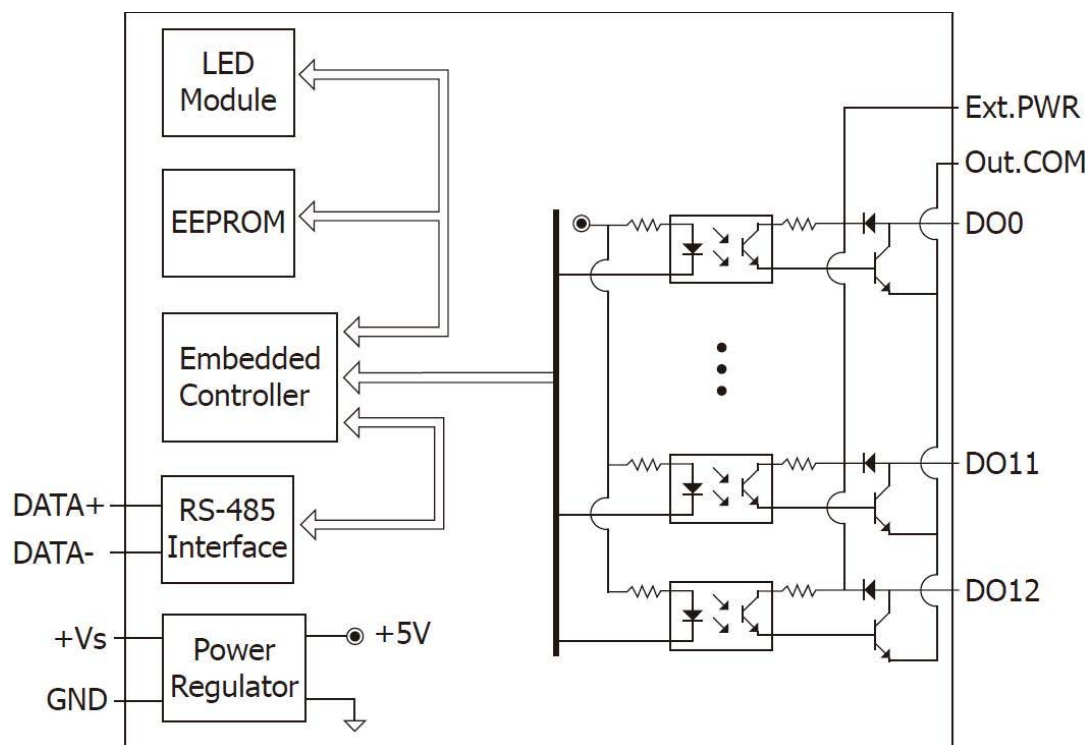 LED
Module
EEPROM
Embedded
Controller
DATA+
DATA-
RS-485
Interface
+Vs
GND
Power
Regulator
+5V
Ext.PWR
Out.COM
DO0
DO11
DO12